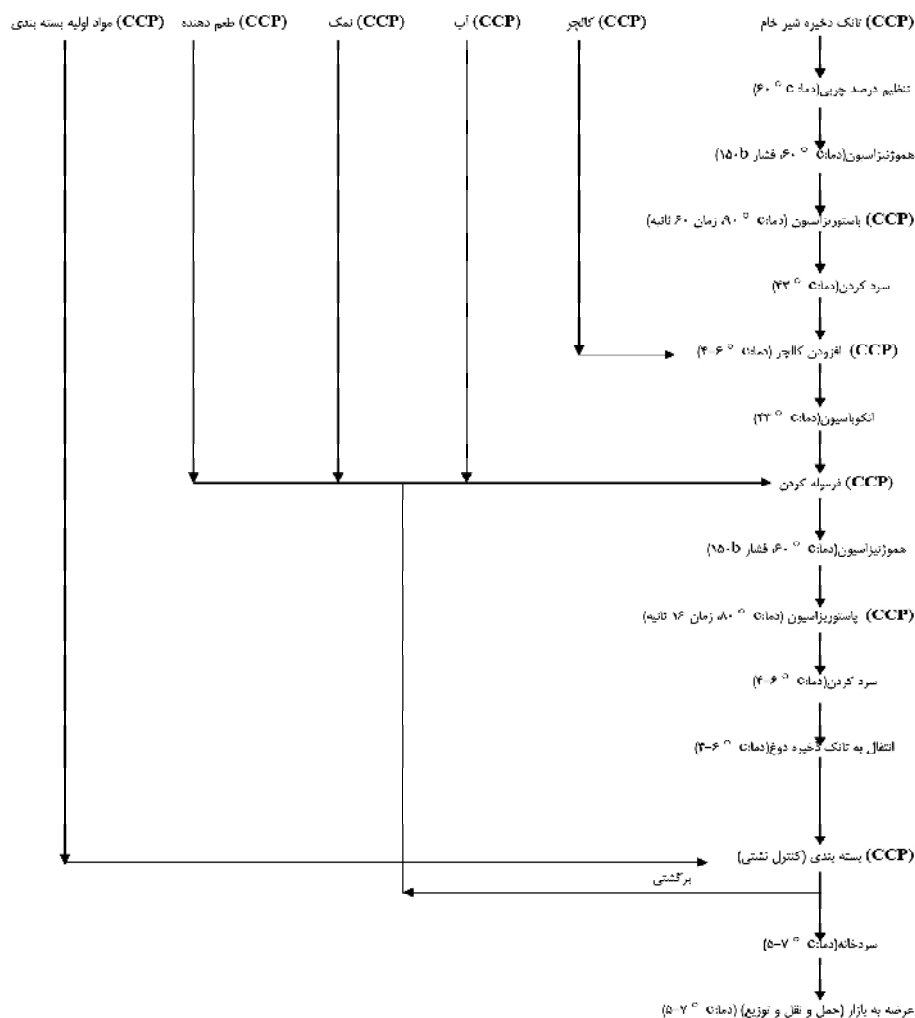 تانک ذخیره شیر خام (CCP)
کالچر (CCP)
آب (CCP)
نمک (CCP)
طعم دهنده (CCP)
مواد اولیه بسته بندی (CCP)
تنظیم درصد چربی(دما: ۶۰ ° c)
هموژنیزاسیون(دما: ۶۰ ° c، فشار ۱۵۰b)
باستوریزاسیون (دما: ۹۰ ° c، زمان ۶۰ ثانیه) (CCP)
سرد کردن(دما: ۴۳ ° c)
افزودن کالچر (دما: ۴-۶ ° c) (CCP)
انکوباسیون(دما: ۴۳ ° c)
فرموله کردن (CCP)
هموژنیزاسیون(دما: ۶۰ ° c، فشار ۱۵۰b)
پاستوریزاسیون (دما: ۸۰ ° c، زمان ۱۶ ثانیه) (CCP)
سرد کردن(دما: ۴-۶ ° c)
انتقال به تانک ذخیره دوغ(دما: ۴-۶ ° c)
بسته بندی (کنترل نشتی) (CCP)
برگشتی
سردخانه(دما: ۵-۷ ° c)
عرضه به بازار (حمل و نقل و توزیع) (دما: ۵-۷ ° c)